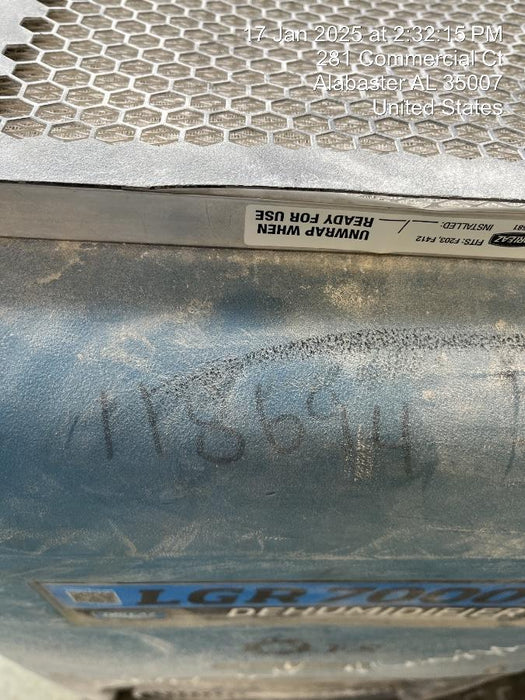 17 Jan 2025 at 2:32:15 PM
281 Commercial Ct
Alabaster AL 35007
United States
UNWRAP WHEN
READY FOR USE
INSTALLED:
FITS: F203, F412
118694
LGR 7000
DEHUMIDIFIER